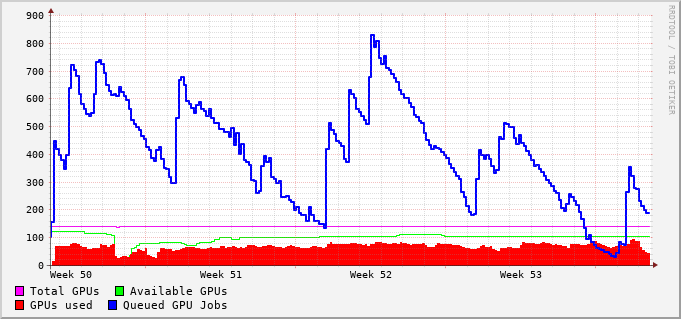 900
800
700
600
500
400
300
200
100
0
Week 50 Week 51 Week 52 Week 53
RRDTOOL / TOBI OETIKER
Total GPUs Available GPUs
GPUs used Queued GPU Jobs